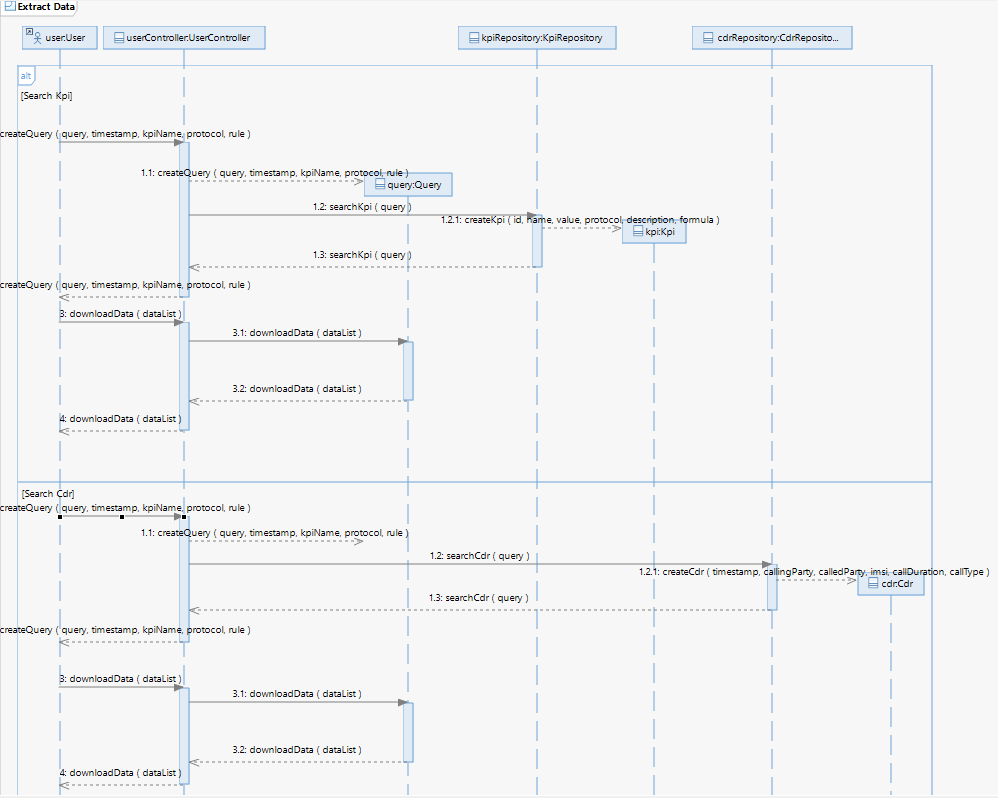 Extract Data
user:User
userController:UserController
kpiRepository:KpiRepository
cdrRepository:CdrReposito...
alt
[Search Kpi]
createQuery ( query, timestamp, kpiName, protocol, rule )
1.1: createQuery ( query, timestamp, kpiName, protocol, rule )
query:Query
1.2: searchKpi ( query )
1.2.1: createKpi ( id, name, value, protocol, description, formula )
kpi:Kpi
1.3: searchKpi ( query )
createQuery ( query, timestamp, kpiName, protocol, rule )
3: downloadData ( dataList )
3.1: downloadData ( dataList )
3.2: downloadData ( dataList )
4: downloadData ( dataList )
[Search Cdr]
createQuery ( query, timestamp, kpiName, protocol, rule )
1.1: createQuery ( query, timestamp, kpiName, protocol, rule )
1.2: searchCdr ( query )
1.2.1: createCdr ( timestamp, callingParty, calledParty, imsi, callDuration, callType )
cdr:Cdr
1.3: searchCdr ( query )
createQuery ( query, timestamp, kpiName, protocol, rule )
3: downloadData ( dataList )
3.1: downloadData ( dataList )
3.2: downloadData ( dataList )
4: downloadData ( dataList )